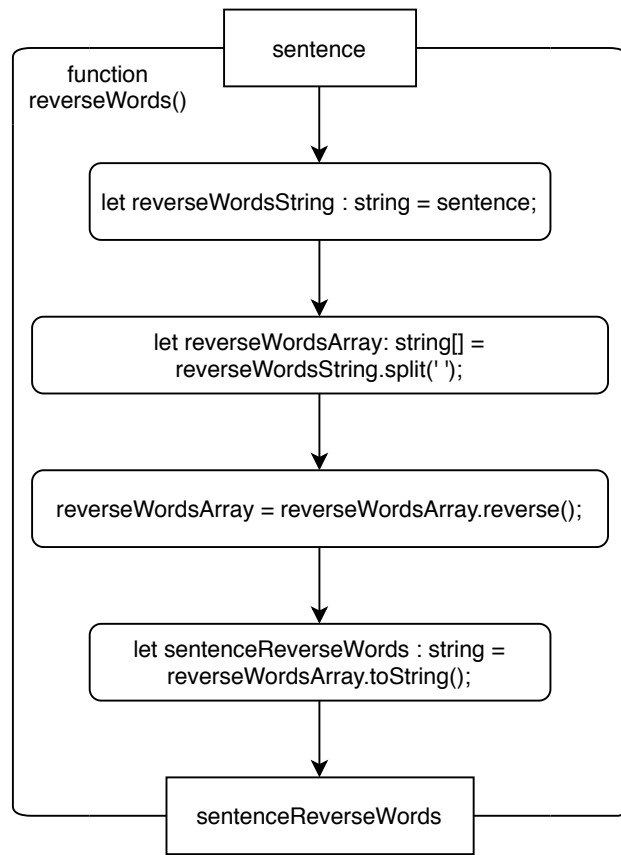 sentence
function
reverseWords()
let reverseWordsString : string = sentence;
let reverseWordsArray: string[] =
reverseWordsString.split(' ');
reverseWordsArray = reverseWordsArray.reverse();
let sentenceReverseWords : string =
reverseWordsArray.toString();
sentenceReverseWords